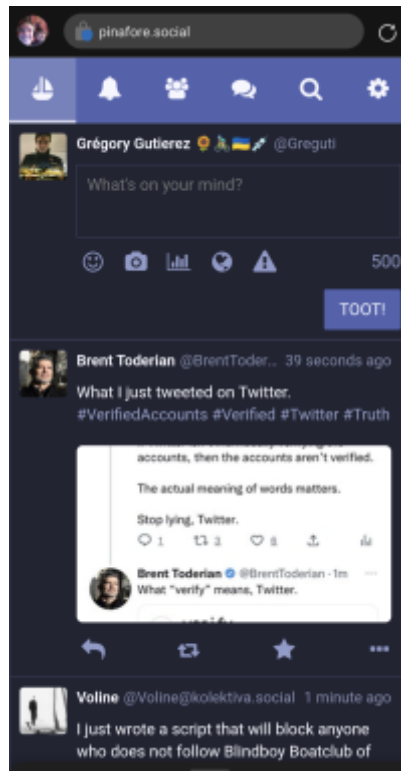 pinafore.social
Grégory Gutierez 🌻🚴🇺🇦💉 @Greguti
What's on your mind?
500
TOOT!
Brent Toderian @BrentToder.. 39 seconds ago
What I just tweeted on Twitter.
#VerifiedAccounts #Verified #Twitter #Truth
accounts, then the accounts aren't verified.
The actual meaning of words matters.
Stop lying, Twitter.
1
Brent Toderian @BrentToderian · 1m
What "verify" means, Twitter.
verify
Voline @Voline@kolektiva.social 1 minute ago
I just wrote a script that will block anyone
who does not follow Blindboy Boatclub of